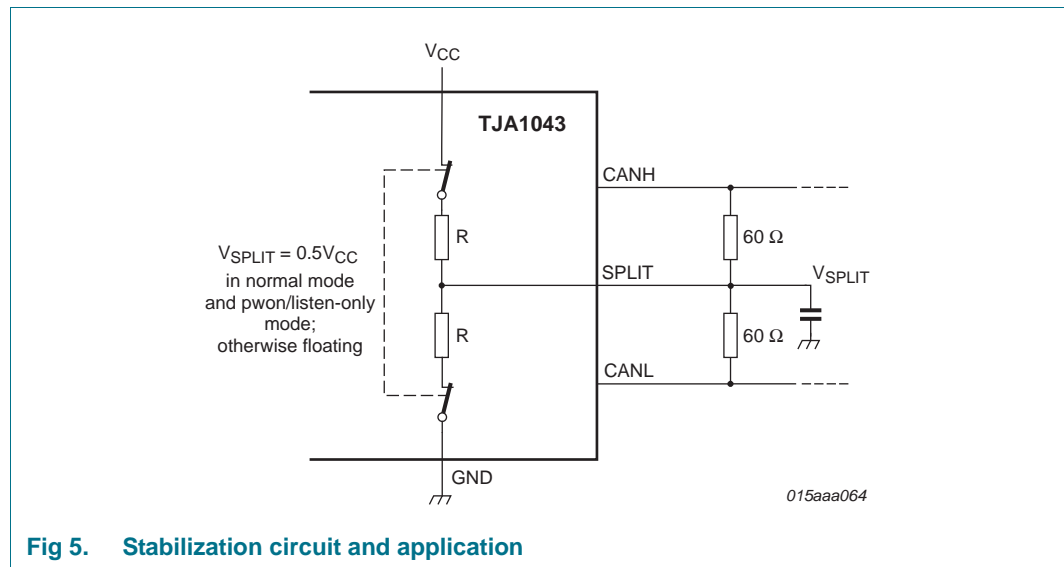 VCC
TJA1043
CANH
R
60 Ω
VSPLIT = 0.5VCC
in normal mode
and pwon/listen-only
mode;
otherwise floating
SPLIT
VSPLIT
R
60 Ω
CANL
GND
015aaa064
Fig 5. Stabilization circuit and application